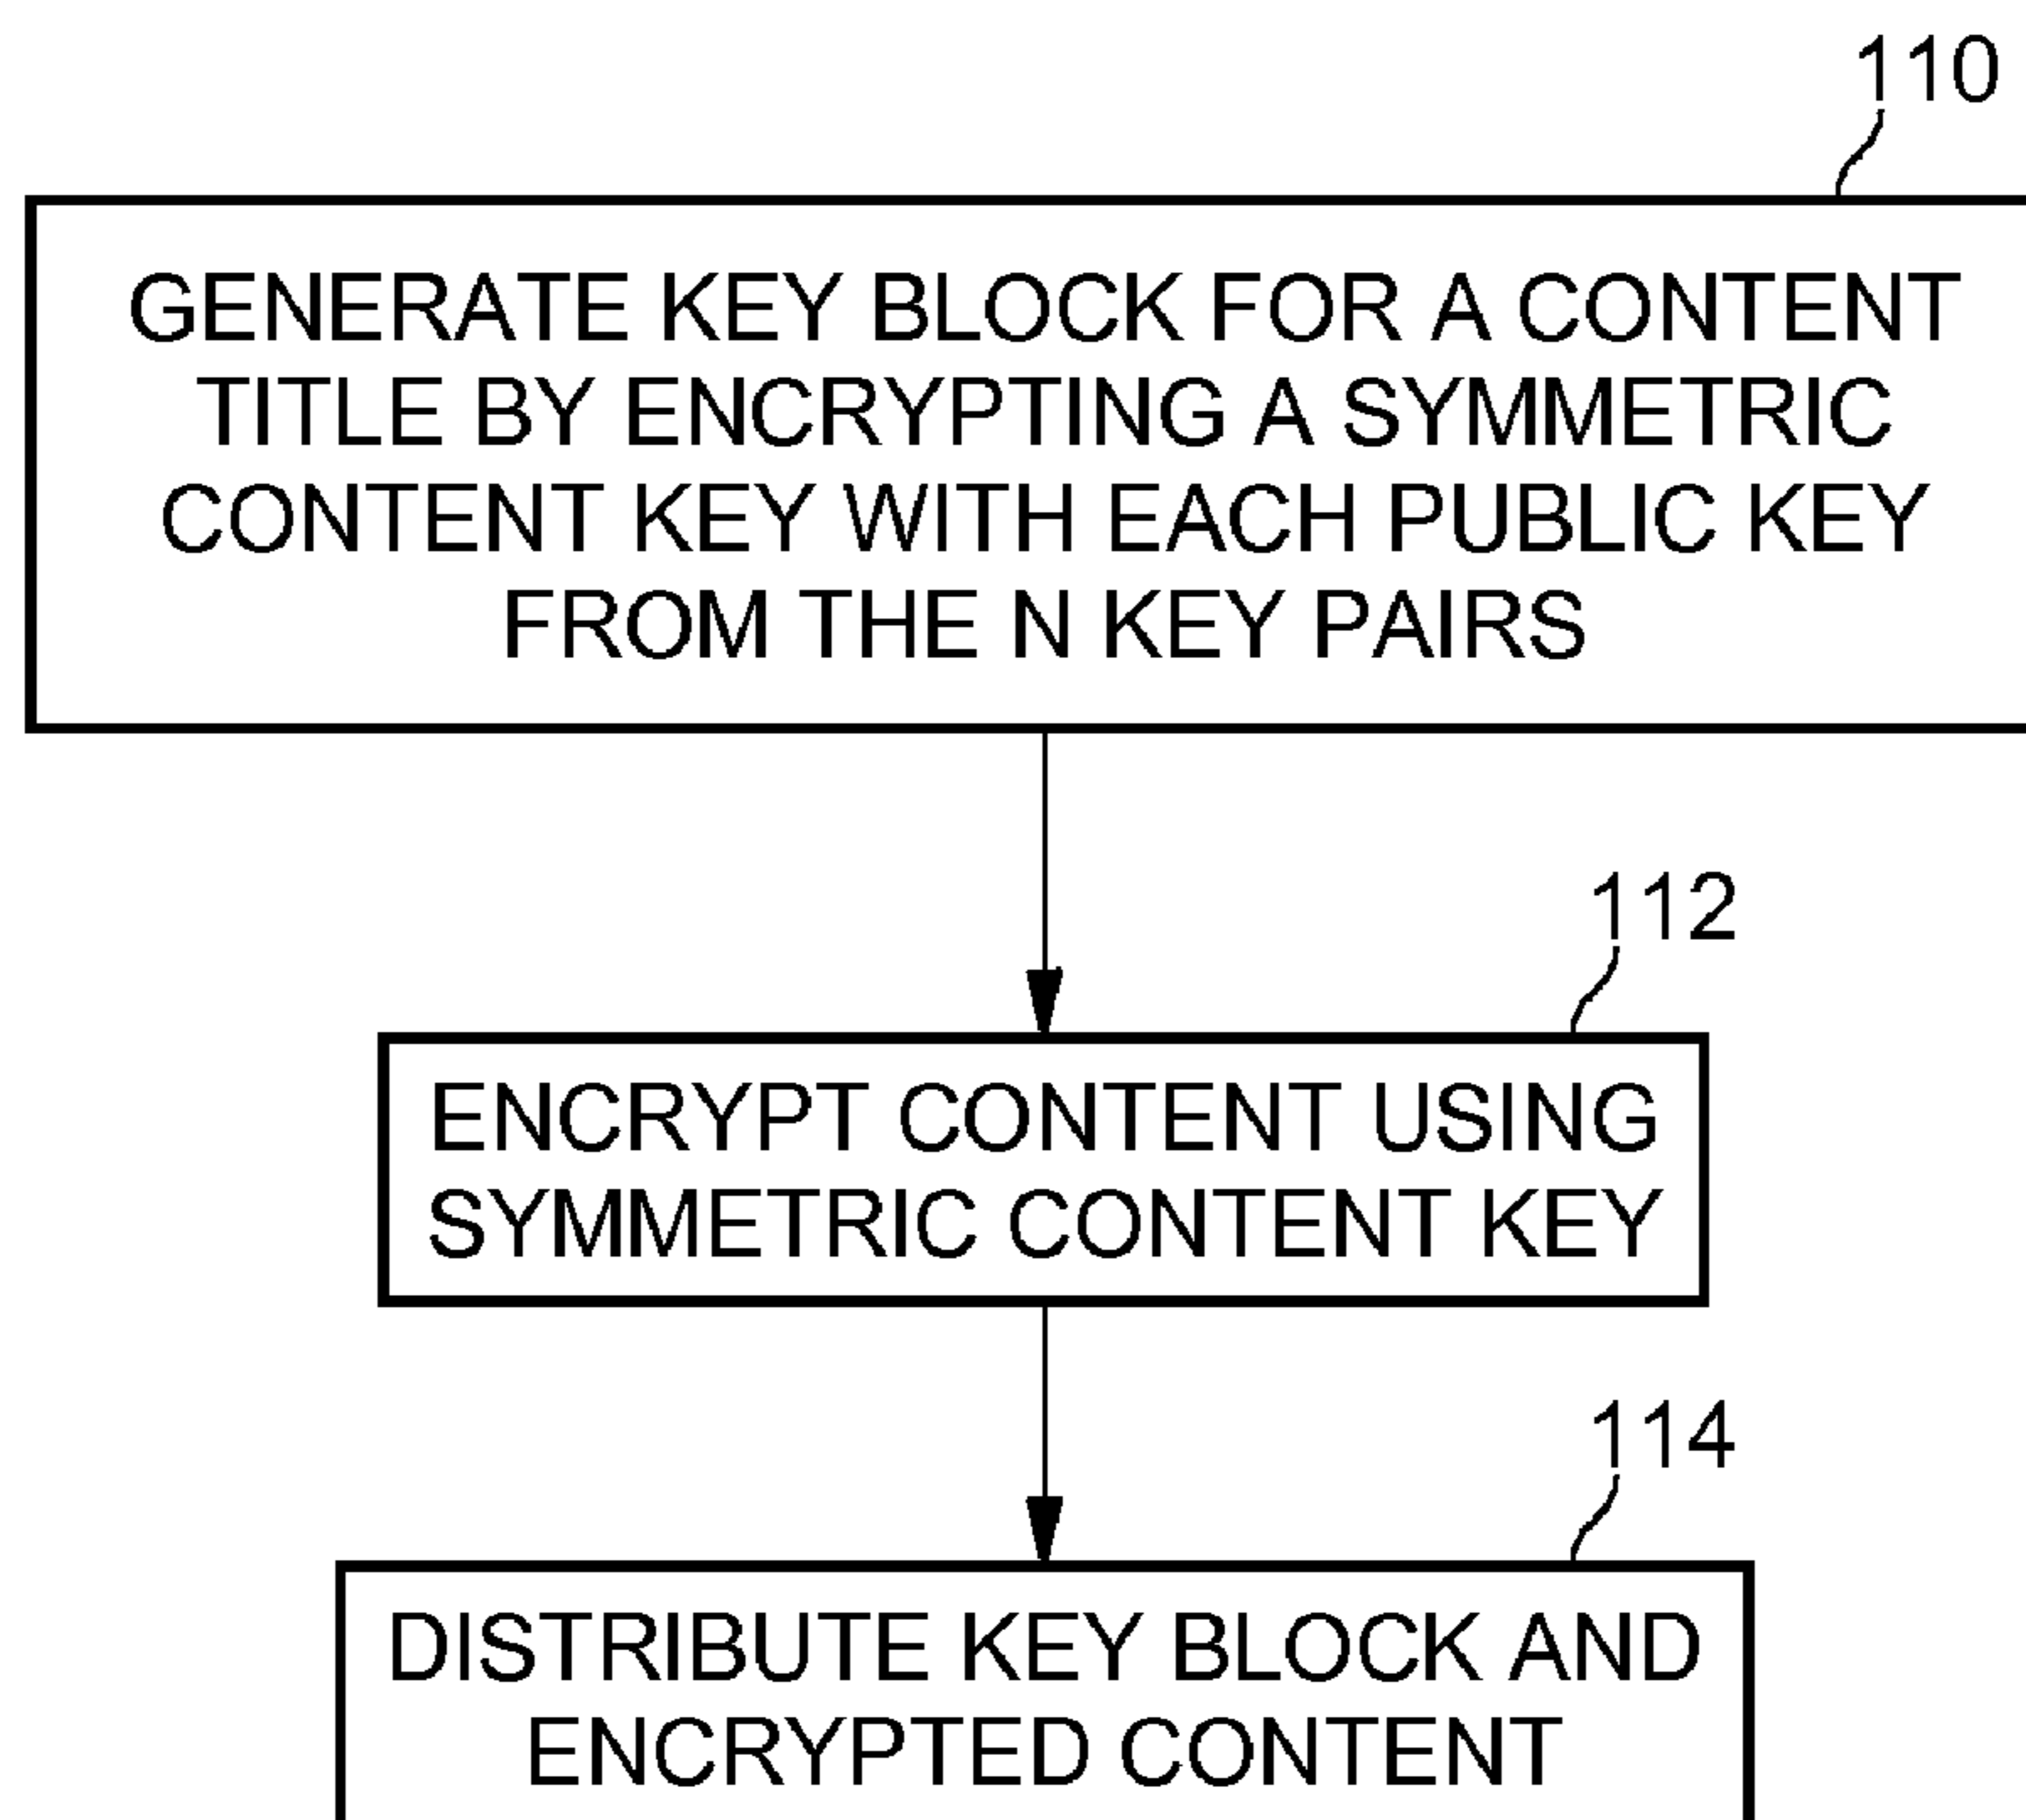 110
GENERATE KEY BLOCK FOR A CONTENT
TITLE BY ENCRYPTING A SYMMETRIC
CONTENT KEY WITH EACH PUBLIC KEY
FROM THE N KEY PAIRS
112
ENCRYPT CONTENT USING
SYMMETRIC CONTENT KEY
114
DISTRIBUTE KEY BLOCK AND
ENCRYPTED CONTENT